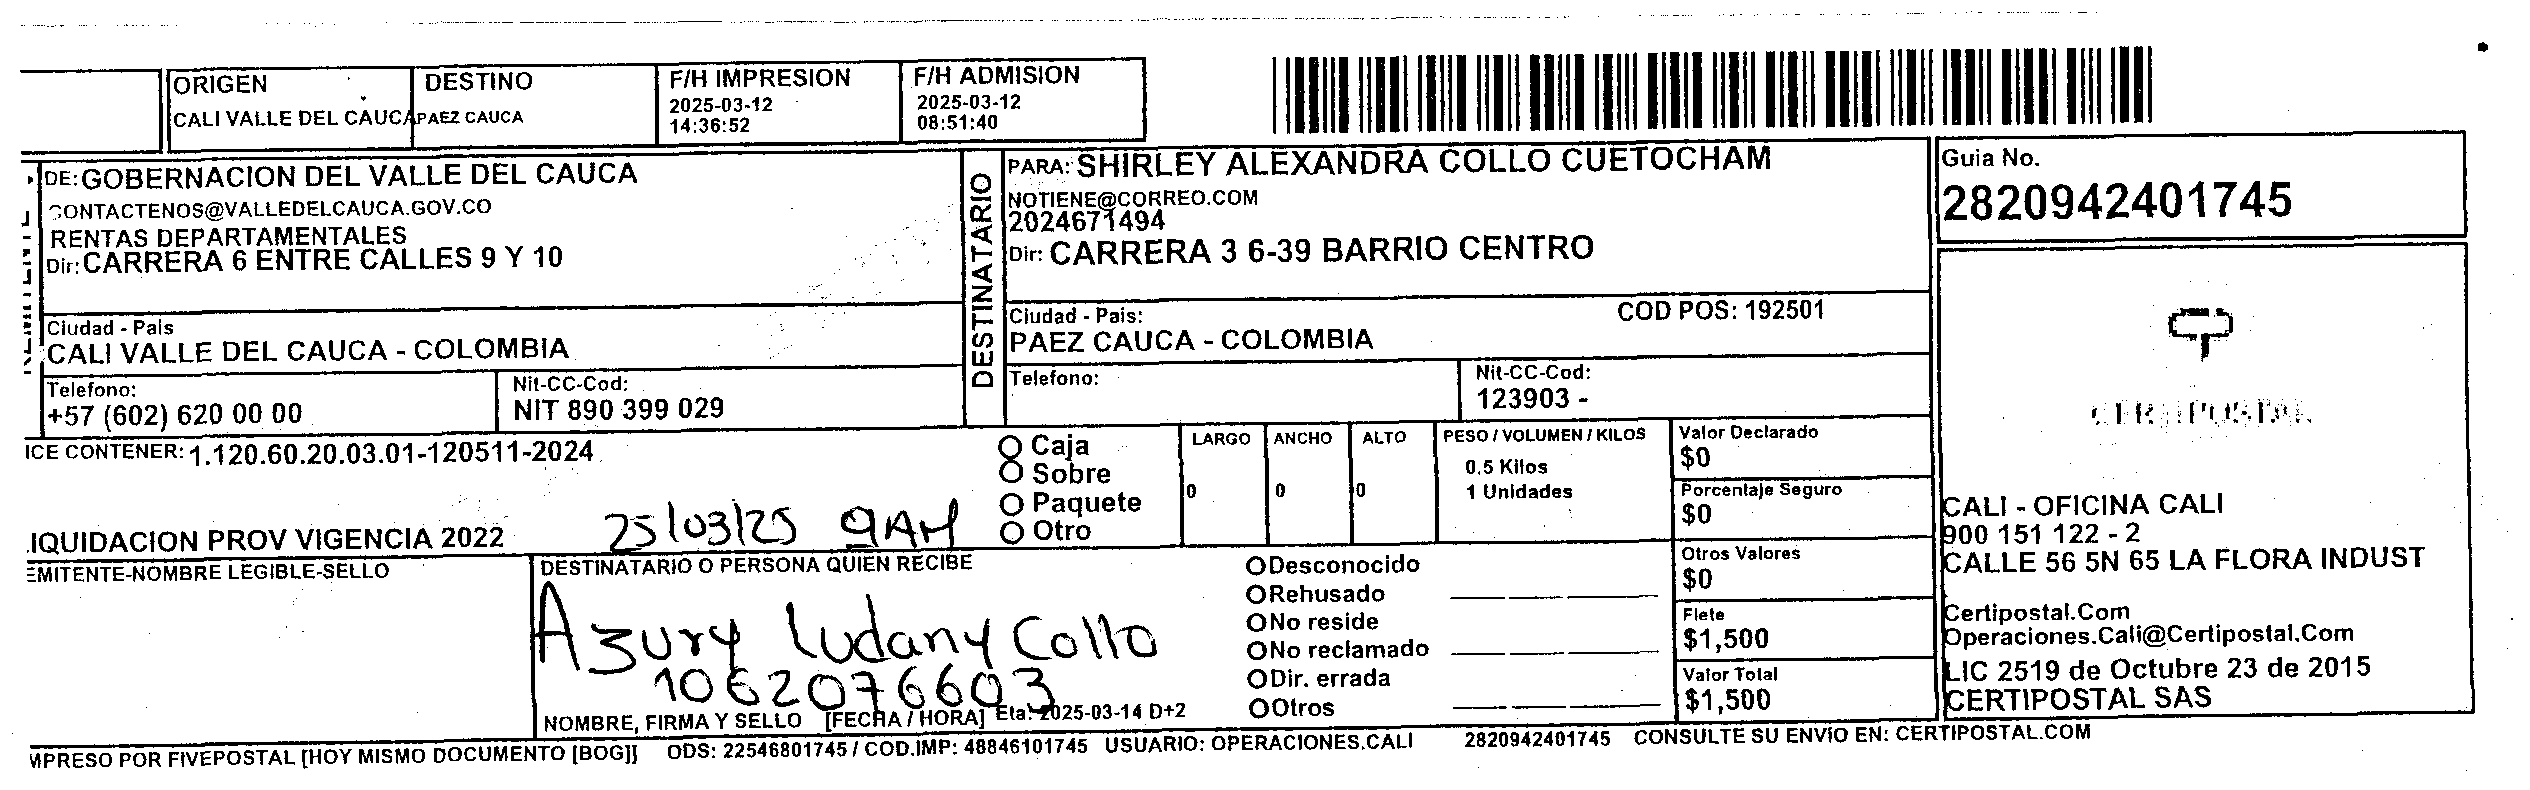 ORIGEN
CALI VALLE DEL CAUCA
DESTINO
PAEZ CAUCA
F/H IMPRESION
2025-03-12
14:36:52
F/H ADMISION
2025-03-12
08:51:40
DE: GOBERNACION DEL VALLE DEL CAUCA
CONTACTENOS@VALLEDELCAUCA.GOV.CO
RENTAS DEPARTAMENTALES
Dir: CARRERA 6 ENTRE CALLES 9 Y 10
Ciudad - Pais
CALI VALLE DEL CAUCA - COLOMBIA
Telefono:
+57 (602) 620 00 00
Nit-CC-Cod:
NIT 890 399 029
DESTINATARIO
PARA: SHIRLEY ALEXANDRA COLLO CUETOCHAM
NOTIENE@CORREO.COM
2024671494
Dir: CARRERA 3 6-39 BARRIO CENTRO
Ciudad - Pais:
COD POS: 192501
PAEZ CAUCA - COLOMBIA
Telefono:
Nit-CC-Cod:
123903 -
Guia No.
2820942401745
CERTIPOSTAL
CALI - OFICINA CALI
900 151 122 - 2
CALLE 56 5N 65 LA FLORA INDUST
Certipostal.Com
Operaciones.Cali@Certipostal.Com
LIC 2519 de Octubre 23 de 2015
CERTIPOSTAL SAS
ICE CONTENER: 1.120.60.20.03.01-120511-2024
IQUIDACION PROV VIGENCIA 2022
25/03/25 9AM
Caja
Sobre
Paquete
Otro
LARGO
0
ANCHO
0
ALTO
0
PESO / VOLUMEN / KILOS
0.5 Kilos
1 Unidades
Valor Declarado
$0
Porcentaje Seguro
$0
Otros Valores
$0
Flete
$1,500
Valor Total
$1,500
EMITENTE-NOMBRE LEGIBLE-SELLO
DESTINATARIO O PERSONA QUIEN RECIBE
Azury Ludany Collo
1062076603
NOMBRE, FIRMA Y SELLO [FECHA / HORA] Eta: 2025-03-14 D+2
Desconocido
Rehusado
No reside
No reclamado
Dir. errada
Otros
MPRESO POR FIVEPOSTAL [HOY MISMO DOCUMENTO [BOG]] ODS: 22546801745 / COD.IMP: 48846101745 USUARIO: OPERACIONES.CALI 2820942401745 CONSULTE SU ENVIO EN: CERTIPOSTAL.COM